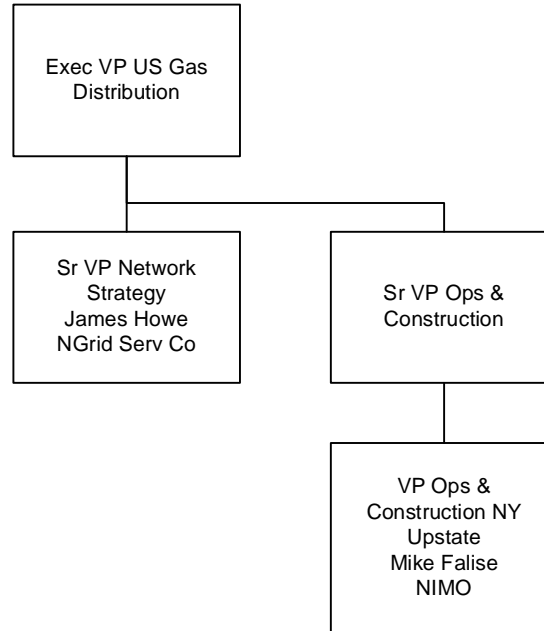 Exec VP US Gas
Distribution
Sr VP Network
Strategy
James Howe
NGrid Serv Co
Sr VP Ops &
Construction
VP Ops &
Construction NY
Upstate
Mike Falise
NIMO